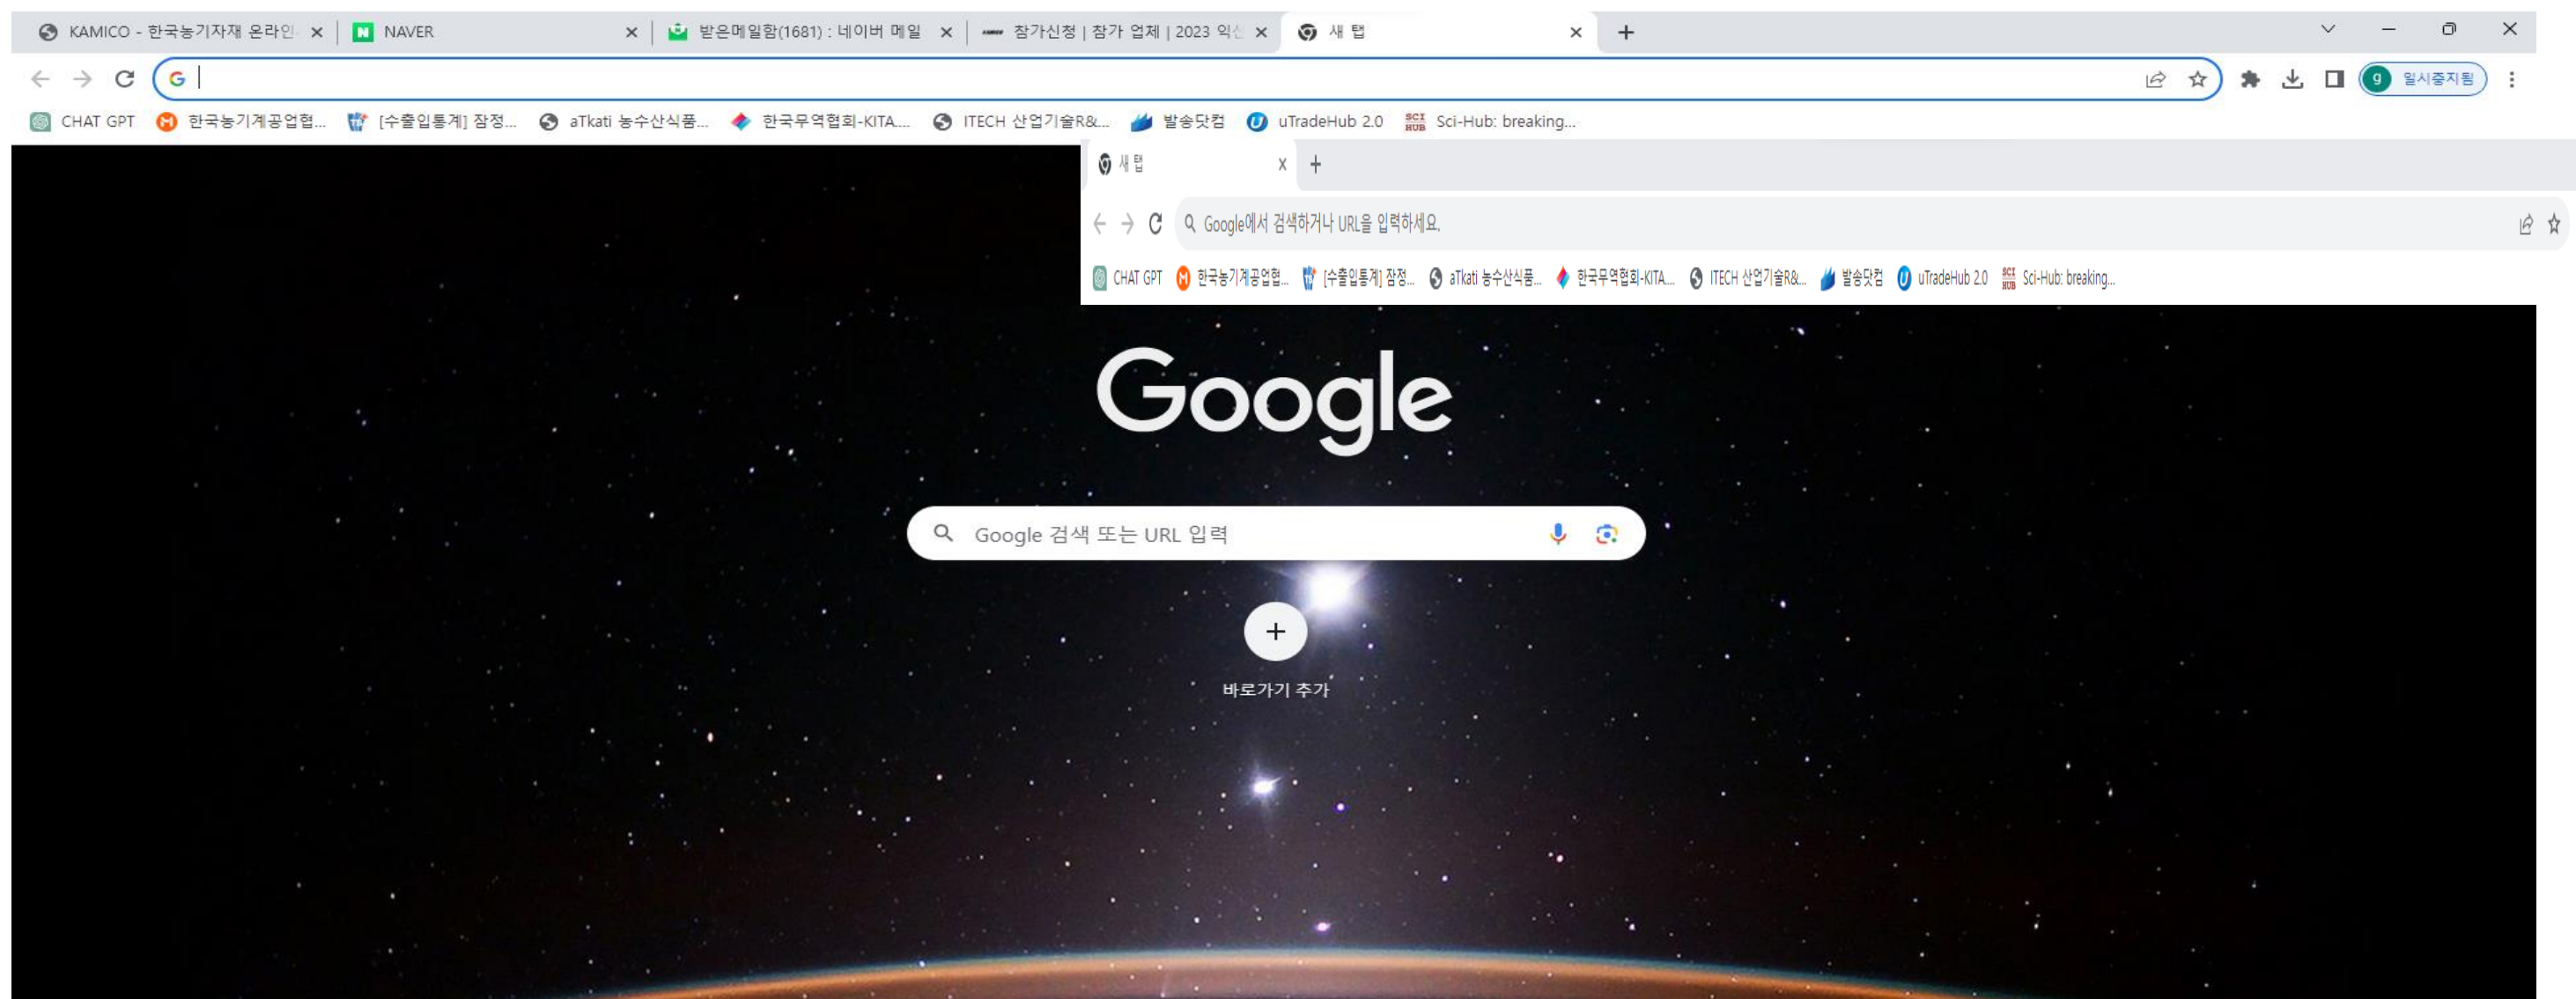 KAMICO - 한국농기자재 온라인 NAVER 받은메일함(1681) : 네이버 메일 참가신청 | 참가 업체 | 2023 익산 새 탭
g 일시중지됨
CHAT GPT 한국농기계공업협... [수출입통계] 잠정... aTkati 농수산식품... 한국무역협회-KITA.... ITECH 산업기술R&... 발송닷컴 uTradeHub 2.0 SCI HUB Sci-Hub: breaking...
새 탭
Google에서 검색하거나 URL을 입력하세요.
CHAT GPT 한국농기계공업협... [수출입통계] 잠정... aTkati 농수산식품... 한국무역협회-KITA.... ITECH 산업기술R&... 발송닷컴 uTradeHub 2.0 SCI HUB Sci-Hub: breaking...
Google
Google 검색 또는 URL 입력
바로가기 추가